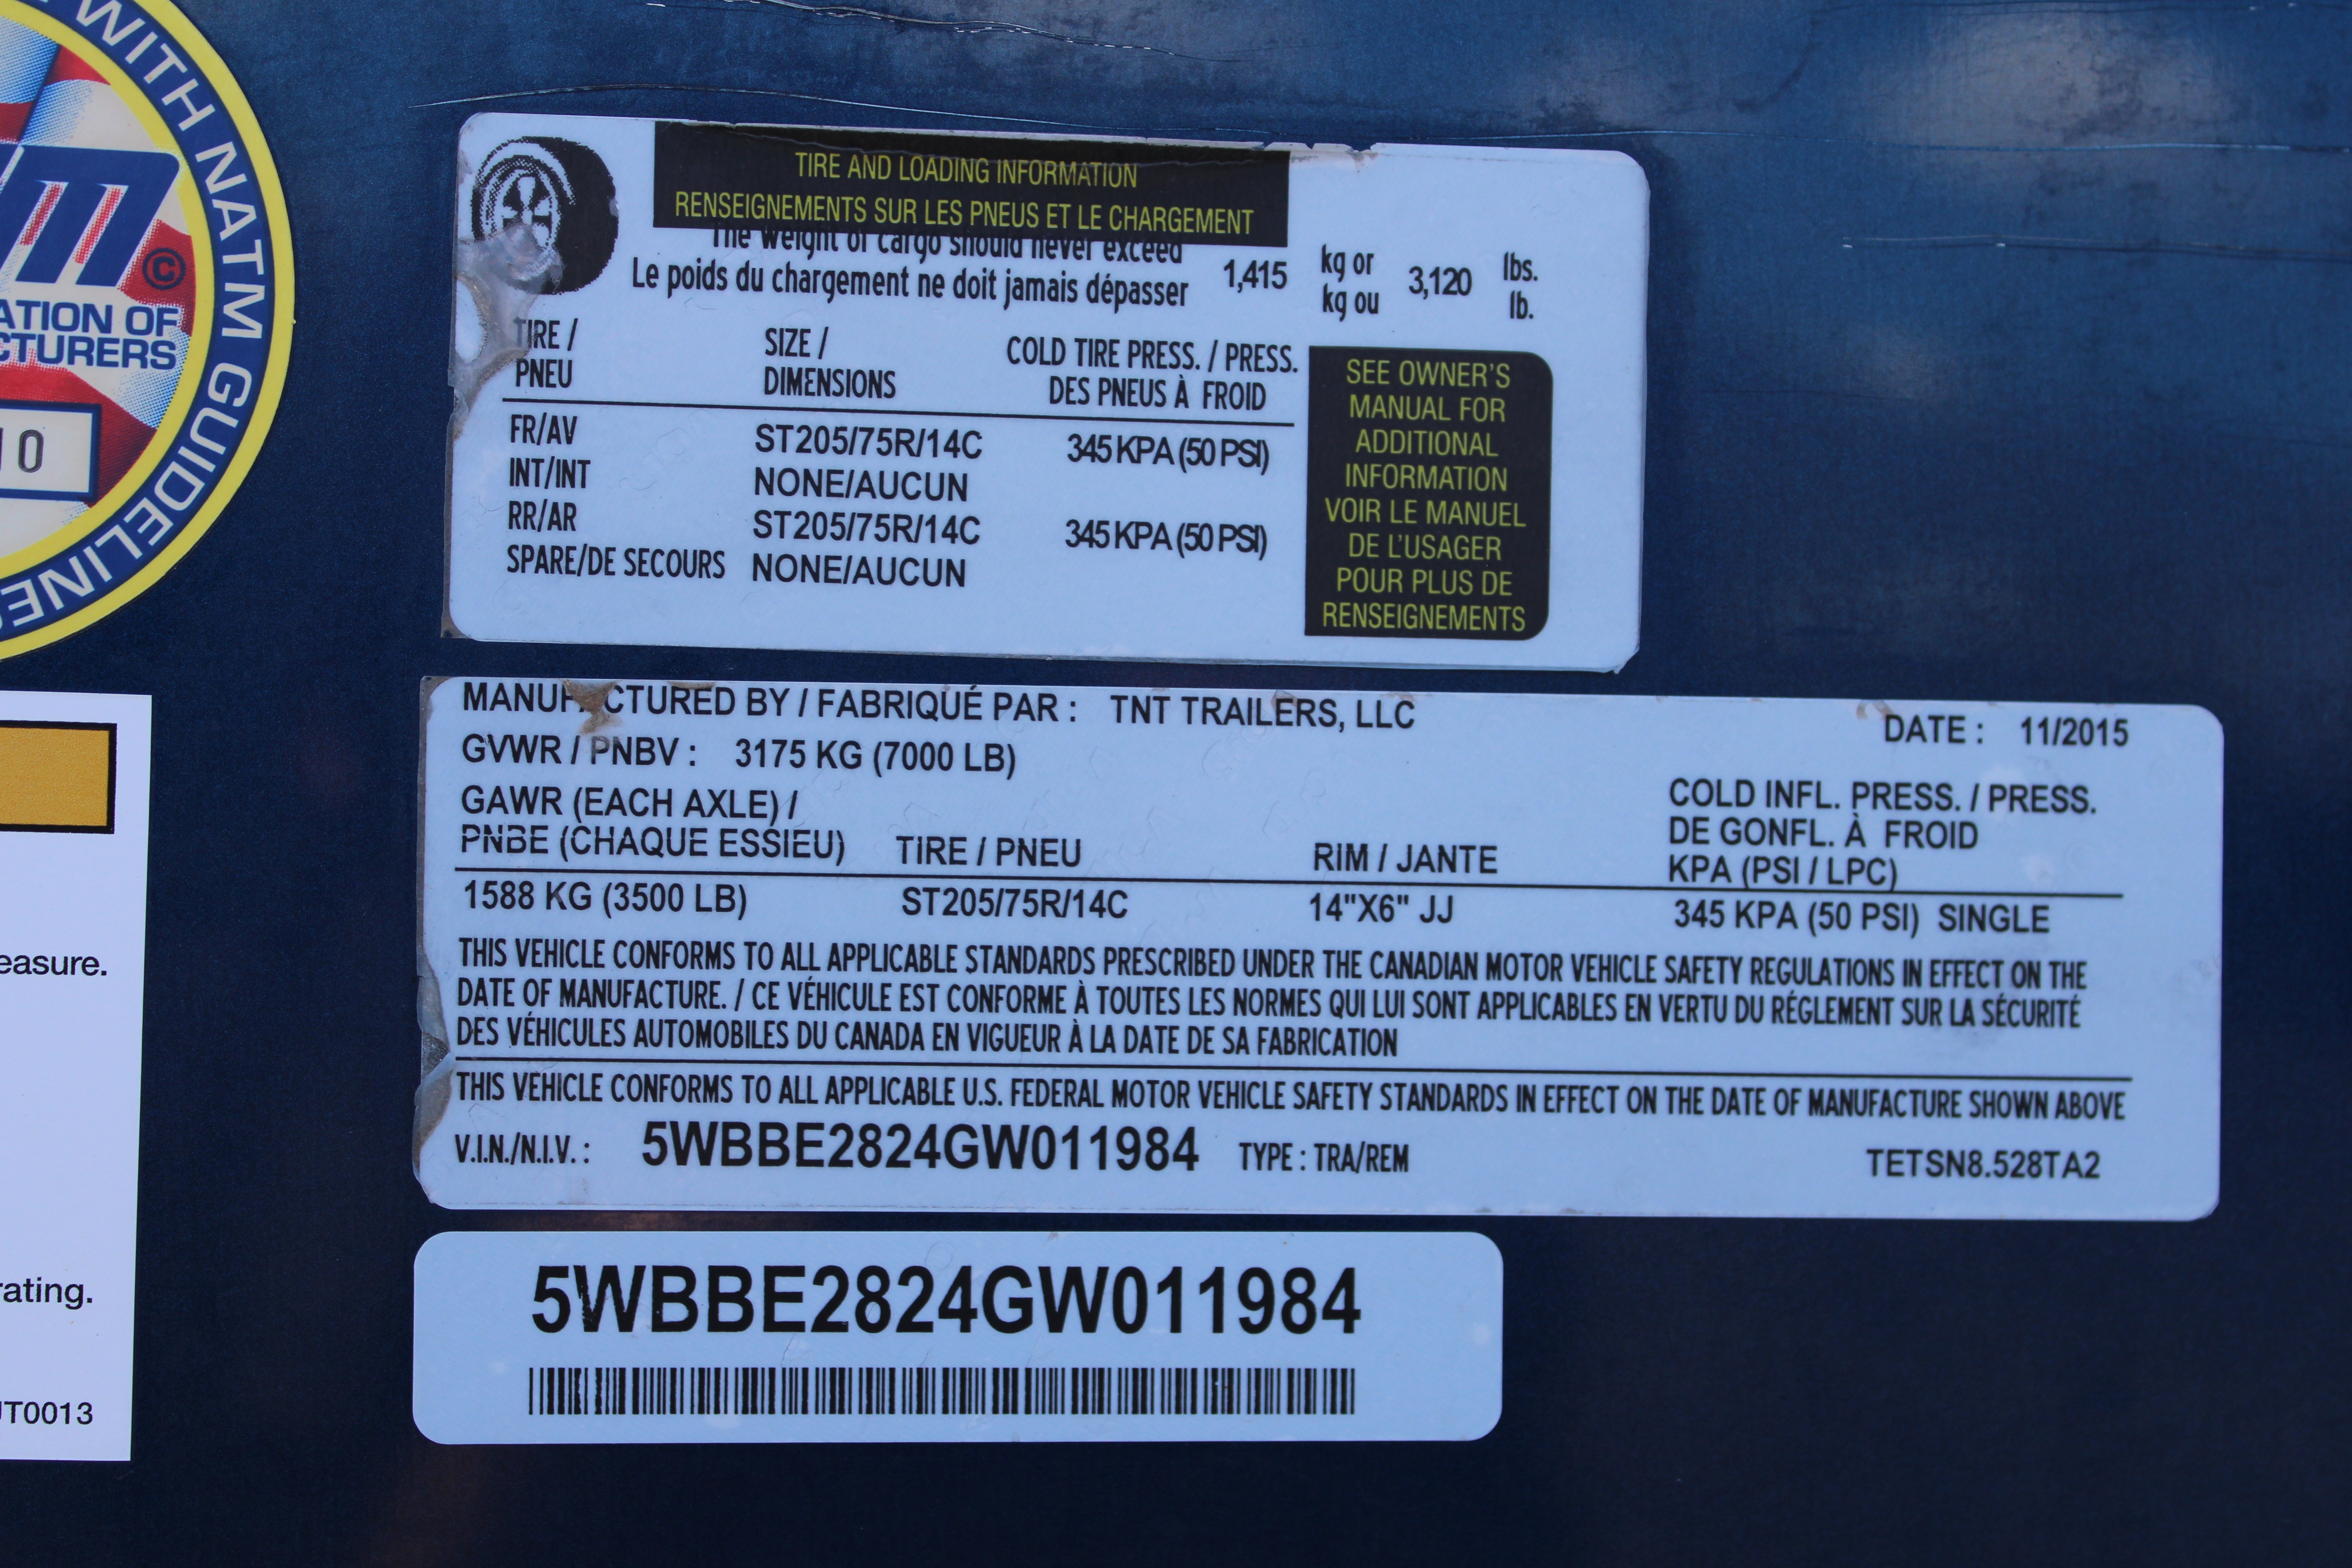 WITH NATM GUIDELINES
©
ATION OF
CTURERS
10
easure.
rating.
UT0013
TIRE AND LOADING INFORMATION
RENSEIGNEMENTS SUR LES PNEUS ET LE CHARGEMENT
The weight of cargo should never exceed
Le poids du chargement ne doit jamais dépasser 1,415 kg or 3,120 lbs.
kg ou lb.
TIRE / SIZE / COLD TIRE PRESS. / PRESS.
PNEU DIMENSIONS DES PNEUS À FROID
FR/AV ST205/75R/14C 345 KPA (50 PSI)
INT/INT NONE/AUCUN
RR/AR ST205/75R/14C 345 KPA (50 PSI)
SPARE/DE SECOURS NONE/AUCUN
SEE OWNER'S
MANUAL FOR
ADDITIONAL
INFORMATION
VOIR LE MANUEL
DE L'USAGER
POUR PLUS DE
RENSEIGNEMENTS
MANUFACTURED BY / FABRIQUÉ PAR : TNT TRAILERS, LLC DATE : 11/2015
GVWR / PNBV : 3175 KG (7000 LB)
GAWR (EACH AXLE) / COLD INFL. PRESS. / PRESS.
PNBE (CHAQUE ESSIEU) TIRE / PNEU RIM / JANTE DE GONFL. À FROID
KPA (PSI / LPC)
1588 KG (3500 LB) ST205/75R/14C 14"X6" JJ 345 KPA (50 PSI) SINGLE
THIS VEHICLE CONFORMS TO ALL APPLICABLE STANDARDS PRESCRIBED UNDER THE CANADIAN MOTOR VEHICLE SAFETY REGULATIONS IN EFFECT ON THE
DATE OF MANUFACTURE. / CE VÉHICULE EST CONFORME À TOUTES LES NORMES QUI LUI SONT APPLICABLES EN VERTU DU RÉGLEMENT SUR LA SÉCURITÉ
DES VÉHICULES AUTOMOBILES DU CANADA EN VIGUEUR À LA DATE DE SA FABRICATION
THIS VEHICLE CONFORMS TO ALL APPLICABLE U.S. FEDERAL MOTOR VEHICLE SAFETY STANDARDS IN EFFECT ON THE DATE OF MANUFACTURE SHOWN ABOVE
V.I.N./N.I.V. : 5WBBE2824GW011984 TYPE : TRA/REM TETSN8.528TA2
5WBBE2824GW011984